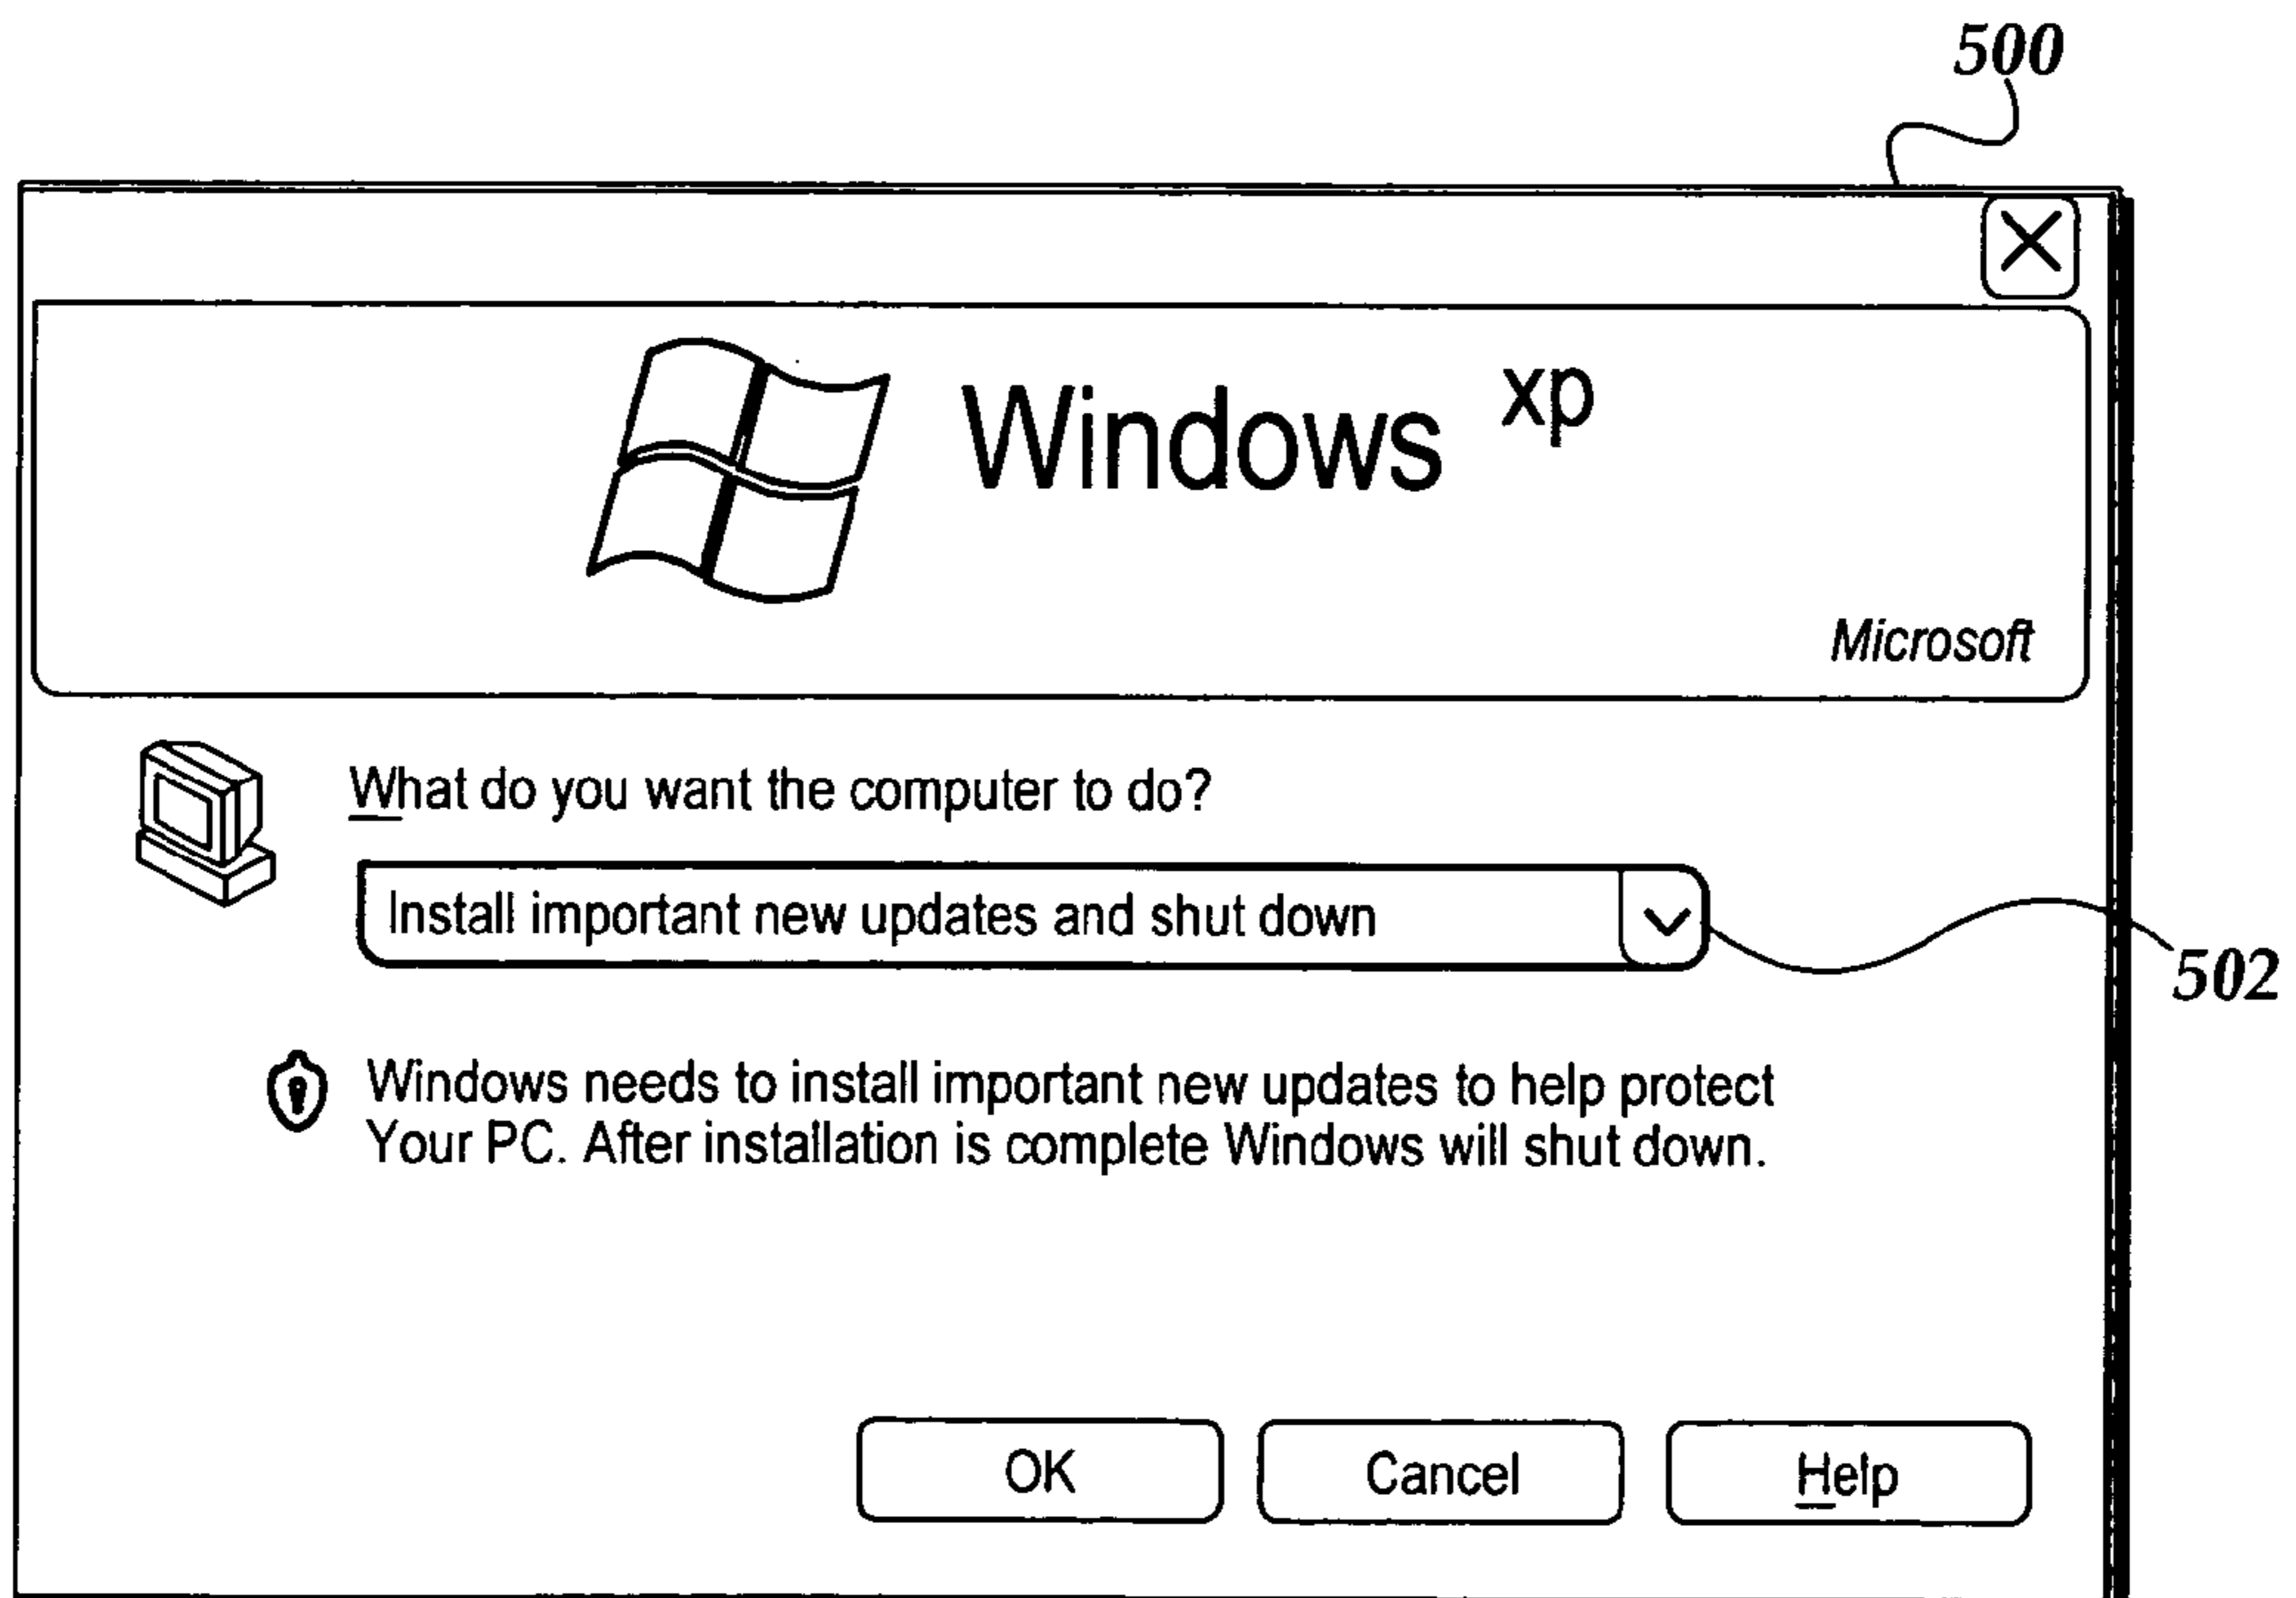 500
Windows xp
Microsoft
What do you want the computer to do?
Install important new updates and shut down
502
Windows needs to install important new updates to help protect
Your PC. After installation is complete Windows will shut down.
OK Cancel Help